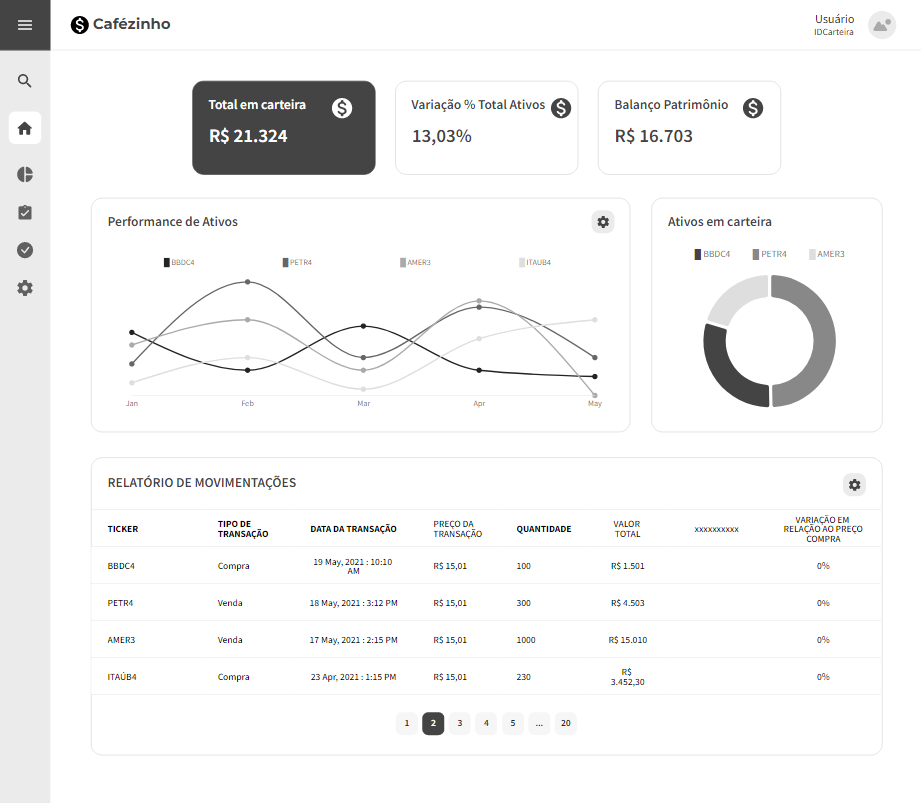 Cafézinho
Usuário
IDCarteira
Total em carteira
R$ 21.324
Variação % Total Ativos
13,03%
Balanço Patrimônio
R$ 16.703
Performance de Ativos
BBDC4 PETR4 AMER3 ITAUB4
Jan Feb Mar Apr May
Ativos em carteira
BBDC4 PETR4 AMER3
RELATÓRIO DE MOVIMENTAÇÕES
TICKER
TIPO DE
TRANSAÇÃO
DATA DA TRANSAÇÃO
PREÇO DA
TRANSAÇÃO
QUANTIDADE
VALOR
TOTAL
xxxxxxxxxx
VARIAÇÃO EM
RELAÇÃO AO PREÇO
COMPRA
BBDC4
Compra
19 May, 2021 : 10:10
AM
R$ 15,01
100
R$ 1.501
0%
PETR4 Venda 18 May, 2021 : 3:12 PM R$ 15,01 300 R$ 4.503 0%
AMER3 Venda 17 May, 2021 : 2:15 PM R$ 15,01 1000 R$ 15.010 0%
ITAÚB4 Compra 23 Apr, 2021 : 1:15 PM R$ 15,01 230
R$
3.452,30
0%
1 2 3 4 5 ... 20